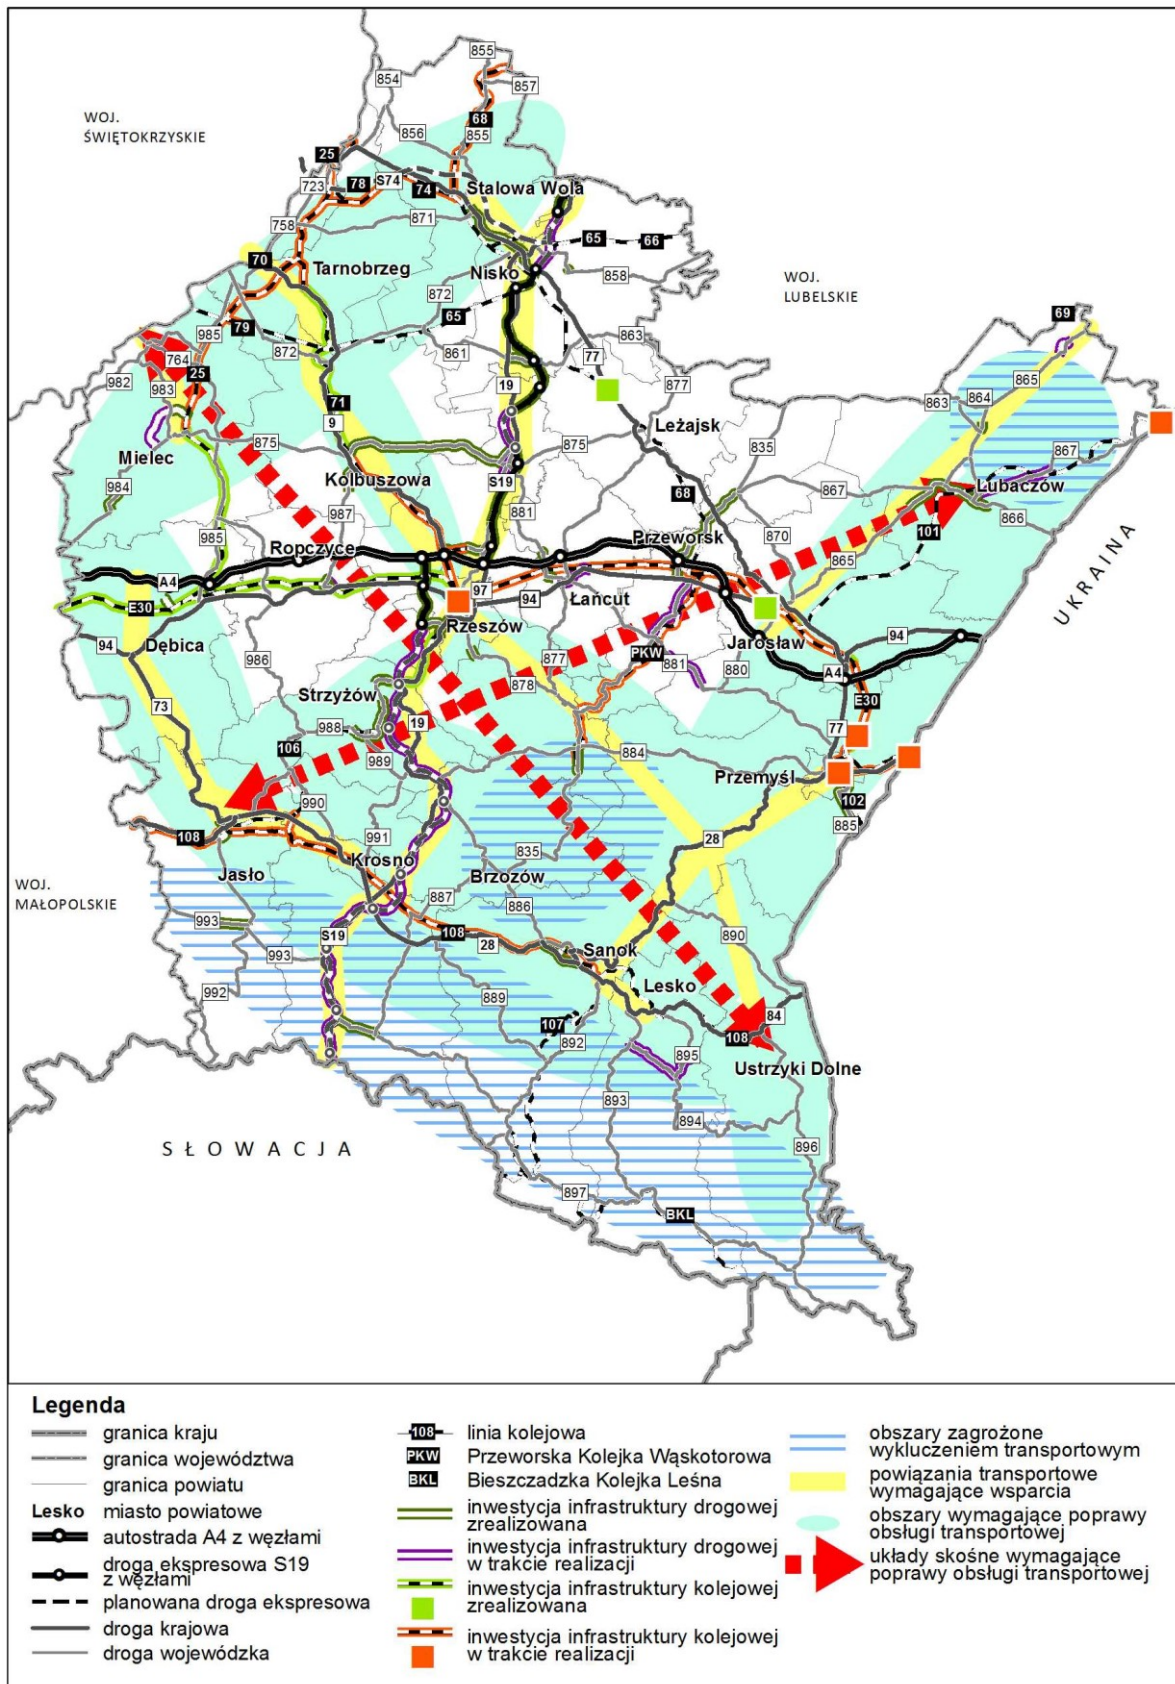 855
854
857
WOJ.
ŚWIĘTOKRZYSKIE
68
856
855
25
723
78
S74
74
Stalowa Wola
758
871
65
66
70
Tarnobrzeg
Nisko
858
WOJ.
LUBELSKIE
872
79
985
65
69
872
861
863
764
77
982
25
983
19
877
865
863
864
71
9
Leżajsk
875
875
835
867
Mielec
Kolbuszowa
S19
68
867
Lubaczów
984
987
881
866
985
Ropczyce
Przeworsk
870
101
865
A4
97
UKRAINA
E30
94
Łańcut
Rzeszów
Jarosław
94
94
Dębica
PKW
877
881
880
986
A4
878
Strzyżów
E30
73
19
988
77
106
989
884
Przemyśl
990
102
885
991
28
Krosno
835
108
Jasło
Brzozów
WOJ.
MAŁOPOLSKIE
887
886
993
S19
108
28
890
993
Sanok
Lesko
992
889
84
107
892
108
895
Ustrzyki Dolne
893
894
SŁOWACJA
896
897
BKL
Legenda
granica kraju
granica województwa
granica powiatu
Lesko miasto powiatowe
autostrada A4 z węzłami
droga ekspresowa S19
z węzłami
planowana droga ekspresowa
droga krajowa
droga wojewódzka
108 linia kolejowa
PKW Przeworska Kolejka Wąskotorowa
BKL Bieszczadzka Kolejka Leśna
inwestycja infrastruktury drogowej
zrealizowana
inwestycja infrastruktury drogowej
w trakcie realizacji
inwestycja infrastruktury kolejowej
zrealizowana
inwestycja infrastruktury kolejowej
w trakcie realizacji
obszary zagrożone
wykluczeniem transportowym
powiązania transportowe
wymagające wsparcia
obszary wymagające poprawy
obsługi transportowej
układy skośne wymagające
poprawy obsługi transportowej